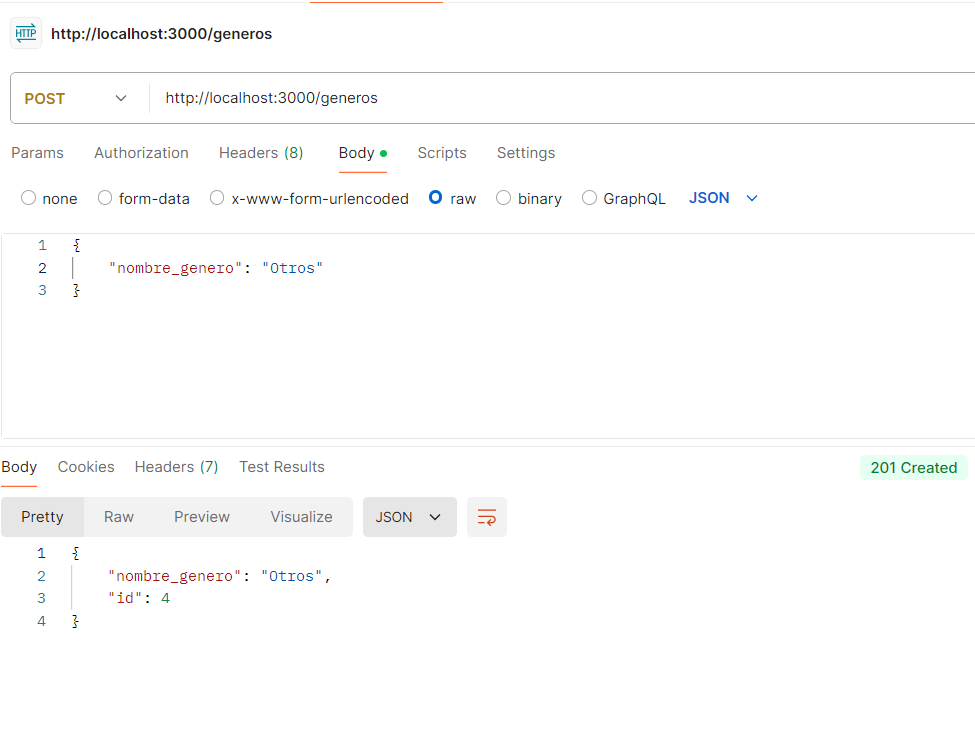 HTTP http://localhost:3000/generos
POST http://localhost:3000/generos
Params Authorization Headers (8) Body Scripts Settings
none form-data x-www-form-urlencoded raw binary GraphQL JSON
1 {
2 "nombre_genero": "Otros"
3 }
Body Cookies Headers (7) Test Results 201 Created
Pretty Raw Preview Visualize JSON
1 {
2 "nombre_genero": "Otros",
3 "id": 4
4 }